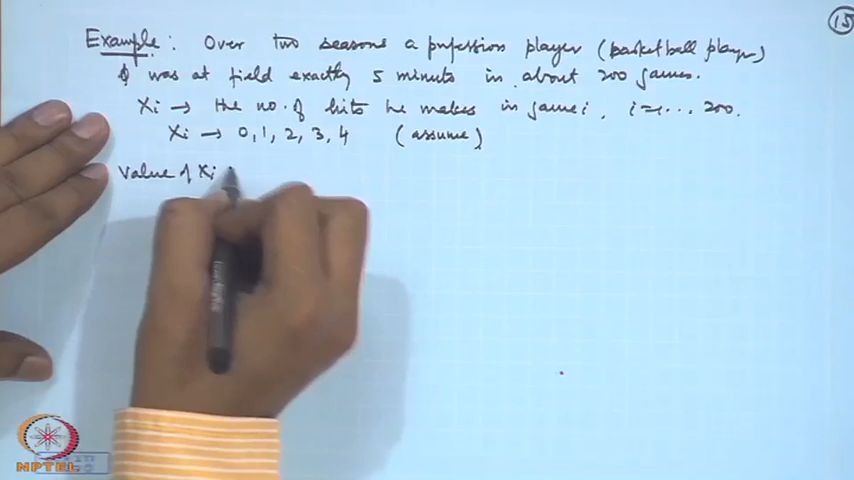 15
Example: Over two seasons a profession player (basketball player)
was at field exactly 5 minute in about 200 games.
Xi → the no. of hits he makes in game i, i=1... 200.
Xi → 0, 1, 2, 3, 4 (assume)
Value of Xi
NPTEL